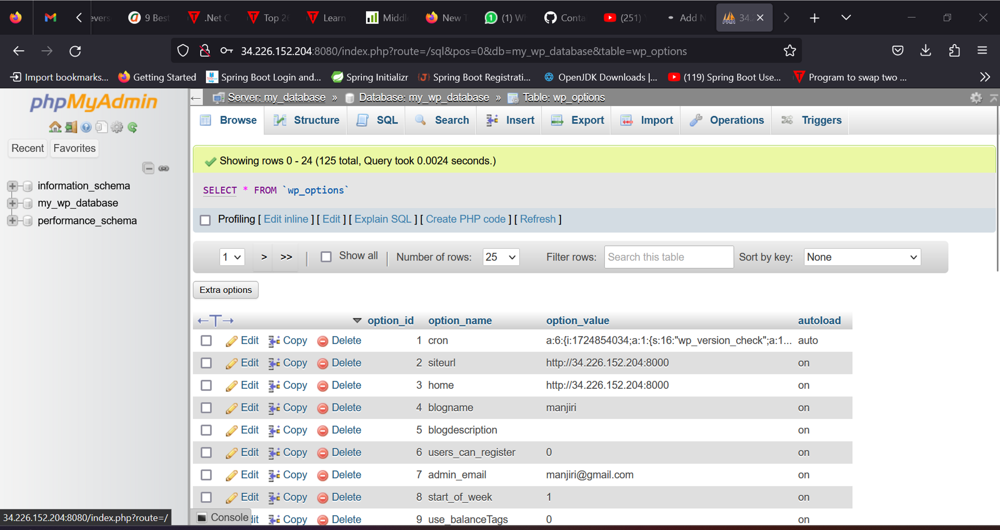 evers
9 Best
.Net C
Top 26
Learn
Middl
New T
(1) Wh
Conta
(251)
Add N
PMA 34.2
34.226.152.204:8080/index.php?route=/sql&pos=0&db=my_wp_database&table=wp_options
Import bookmarks... Getting Started Spring Boot Login and... Spring Initializr Spring Boot Registrati... OpenJDK Downloads |... (119) Spring Boot Use... Program to swap two ...
phpMyAdmin
Recent Favorites
information_schema
my_wp_database
performance_schema
Server: my_database » Database: my_wp_database » Table: wp_options
Browse Structure SQL Search Insert Export Import Operations Triggers
Showing rows 0 - 24 (125 total, Query took 0.0024 seconds.)
SELECT * FROM `wp_options`
Profiling [ Edit inline ] [ Edit ] [ Explain SQL ] [ Create PHP code ] [ Refresh ]
1 > >> | Show all | Number of rows: 25 Filter rows: Search this table Sort by key: None
Extra options
option_id option_name option_value autoload
Edit Copy Delete 1 cron a:6:{i:1724854034;a:1:{s:16:"wp_version_check";a:1... auto
Edit Copy Delete 2 siteurl http://34.226.152.204:8000 on
Edit Copy Delete 3 home http://34.226.152.204:8000 on
Edit Copy Delete 4 blogname manjiri on
Edit Copy Delete 5 blogdescription on
Edit Copy Delete 6 users_can_register 0 on
Edit Copy Delete 7 admin_email manjiri@gmail.com on
Edit Copy Delete 8 start_of_week 1 on
Console dit Copy Delete 9 use_balanceTags 0 on
34.226.152.204:8080/index.php?route=/